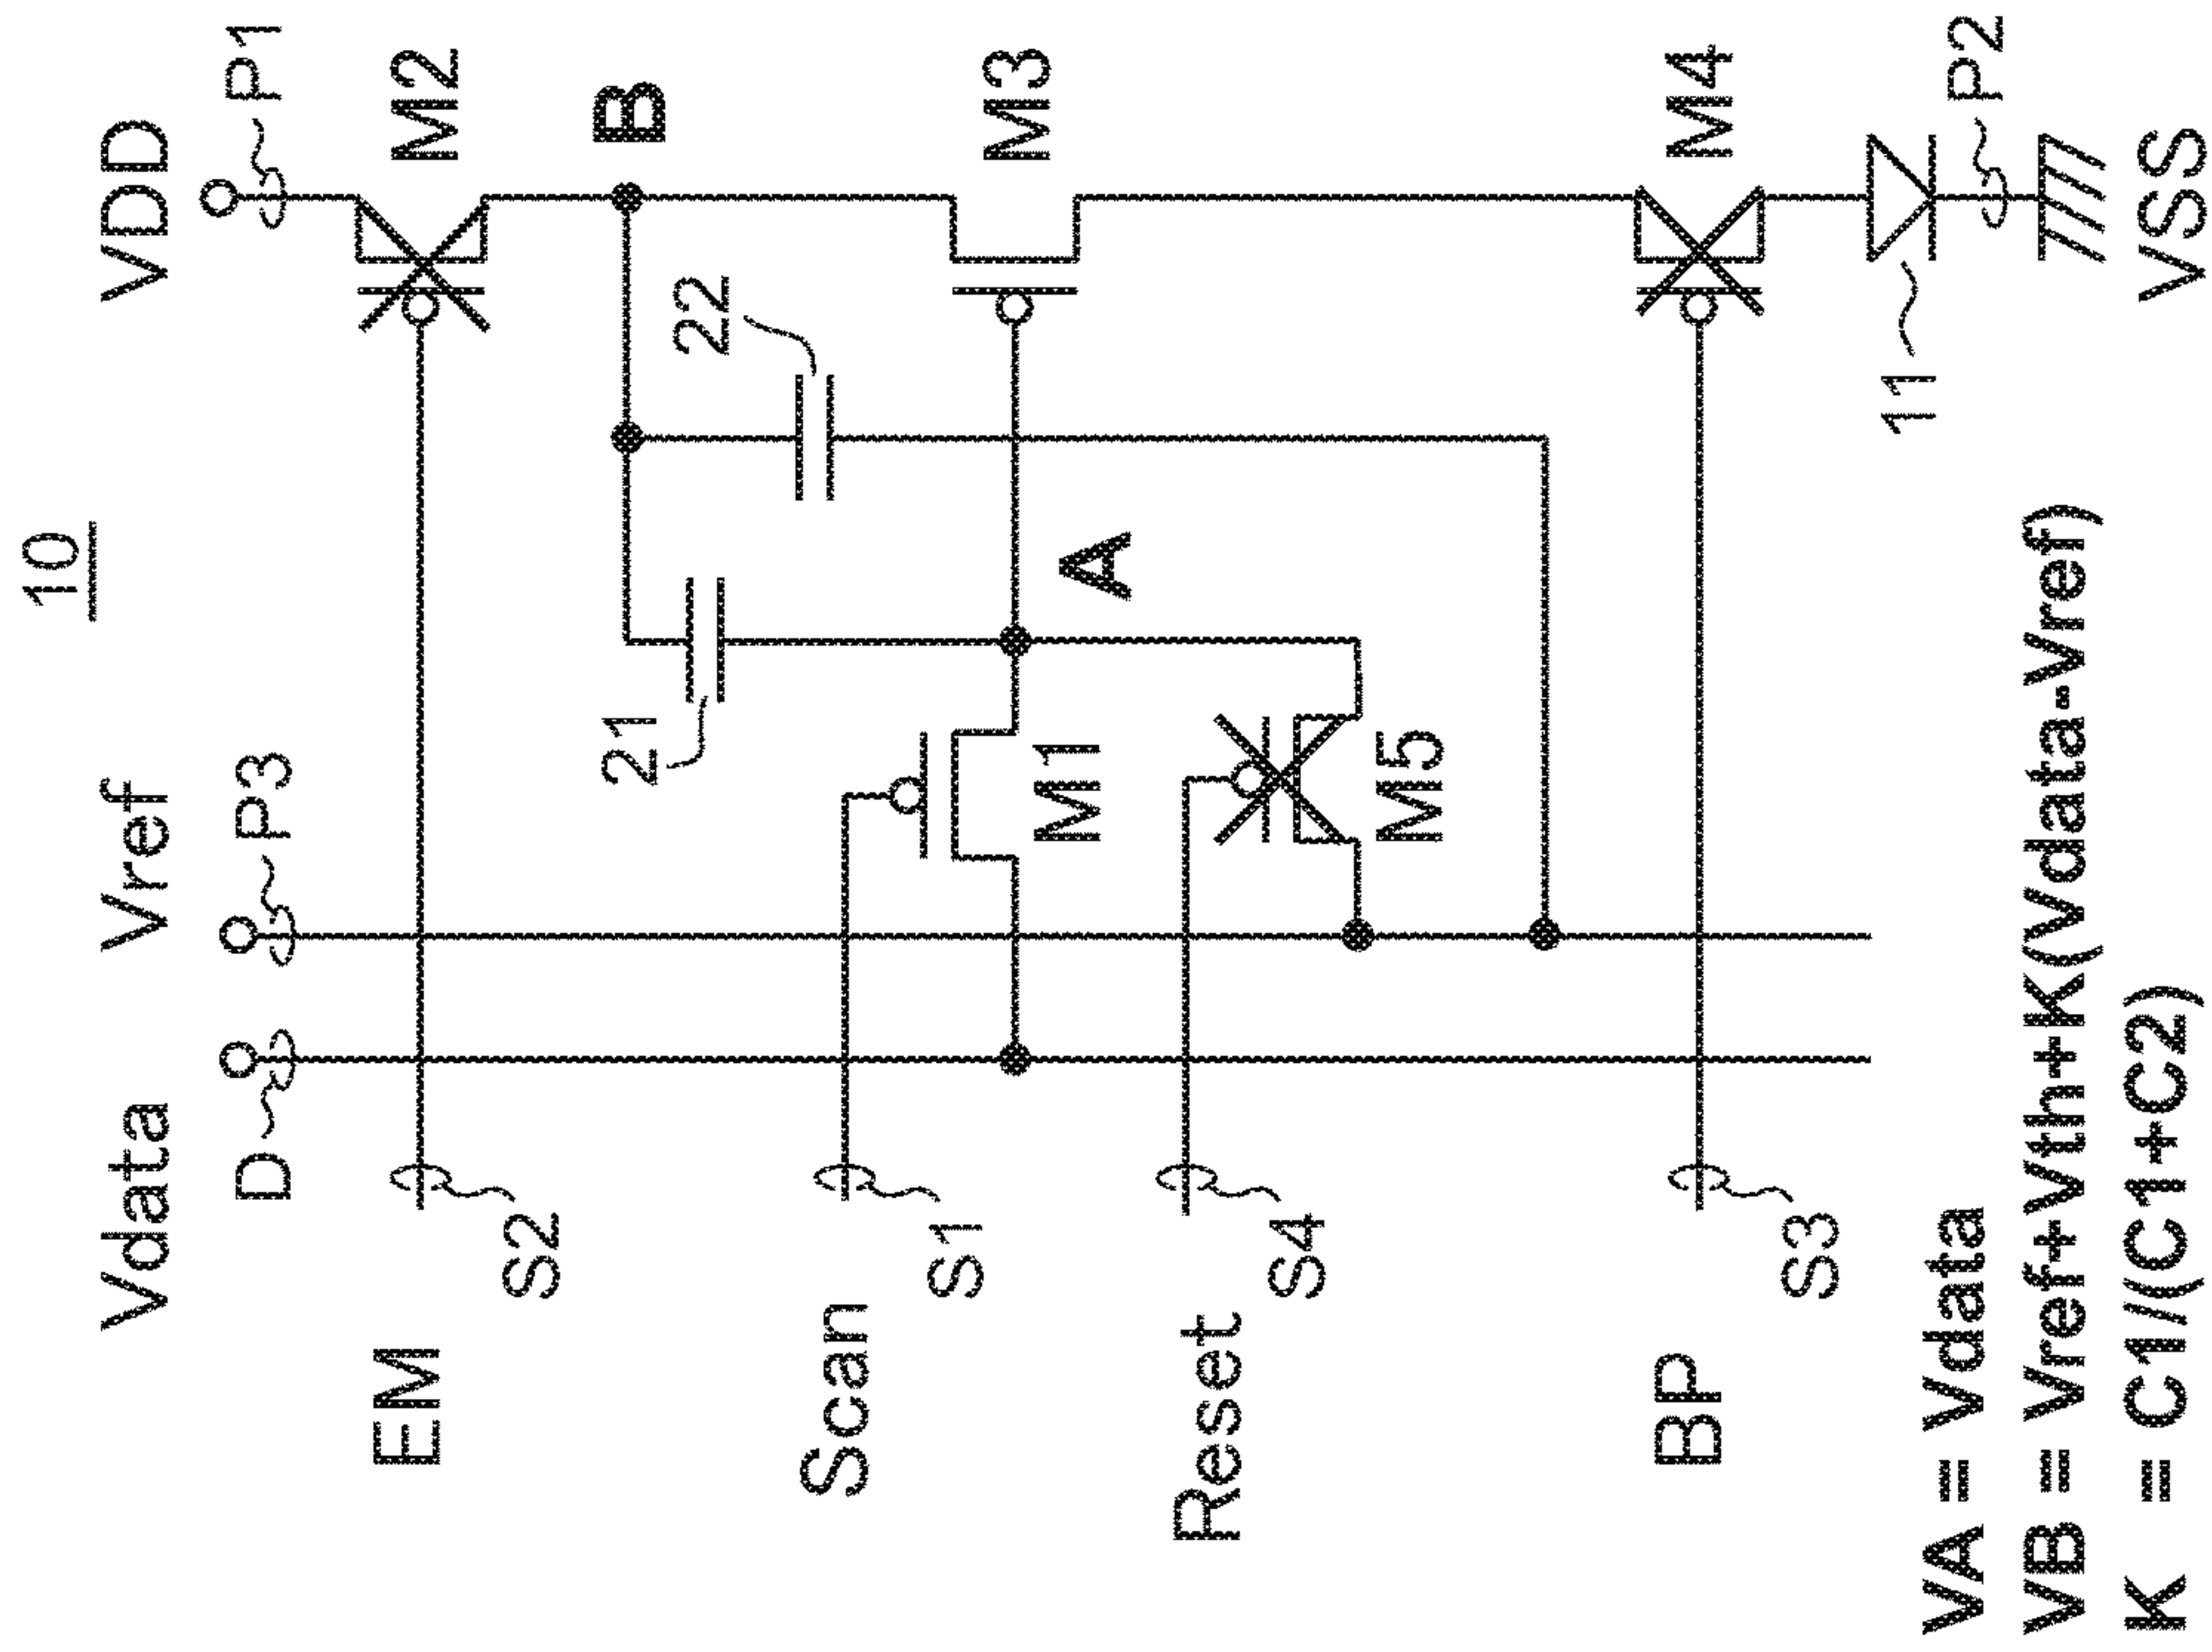 10
Vdata
Vref
VDD
D
P3
P1
EM
S2
M2
B
21
22
Scan
S1
M1
A
M3
Reset
S4
M5
BP
S3
M4
11
P2
VSS
VA = Vdata
VB = Vref+Vth+K(Vdata-Vref)
K = C1/(C1+C2)